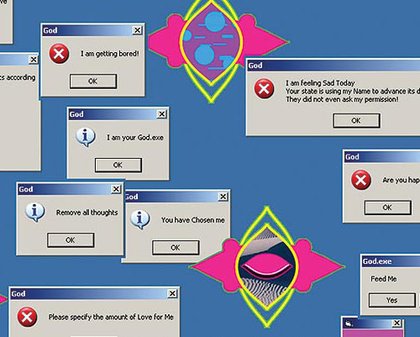 God
I am getting bored!
OK
God
I am feeling Sad Today
Your state is using my Name to advance its d
They did not even ask my permission!
OK
cs according
God
I am your God.exe
OK
God
Are you hap
OK
God
Remove all thoughts
OK
God
You have Chosen me
OK
God.exe
Feed Me
Yes
God
Please specify the amount of Love for Me